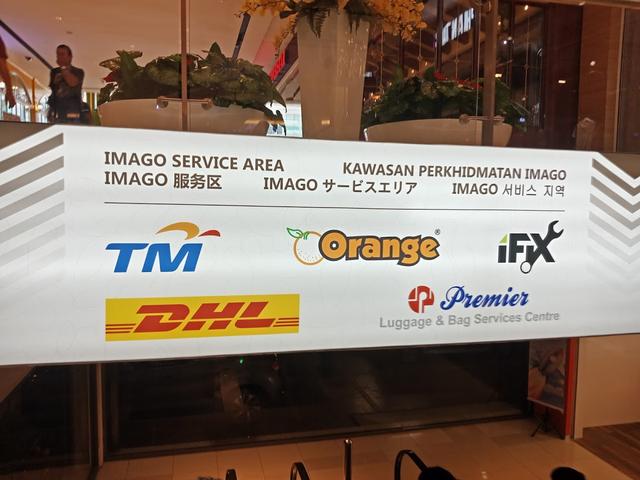 IMAGO SERVICE AREA
KAWASAN PERKHIDMATAN IMAGO
IMAGO 服务区
IMAGO サービスエリア
IMAGO 서비스 지역
TM
Orange®
iFiX
DHL
Premier
Luggage & Bag Services Centre